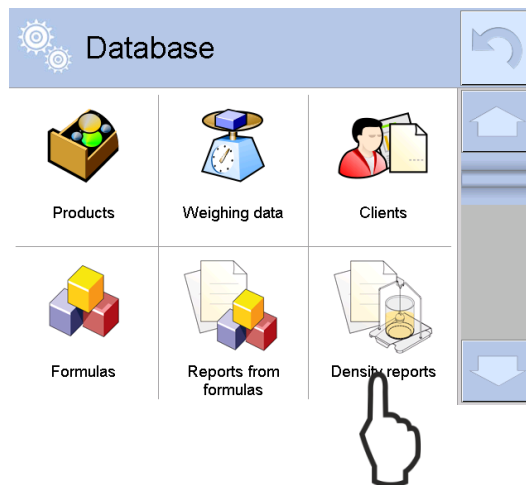 Database
Products
Weighing data
Clients
Formulas
Reports from
formulas
Density reports